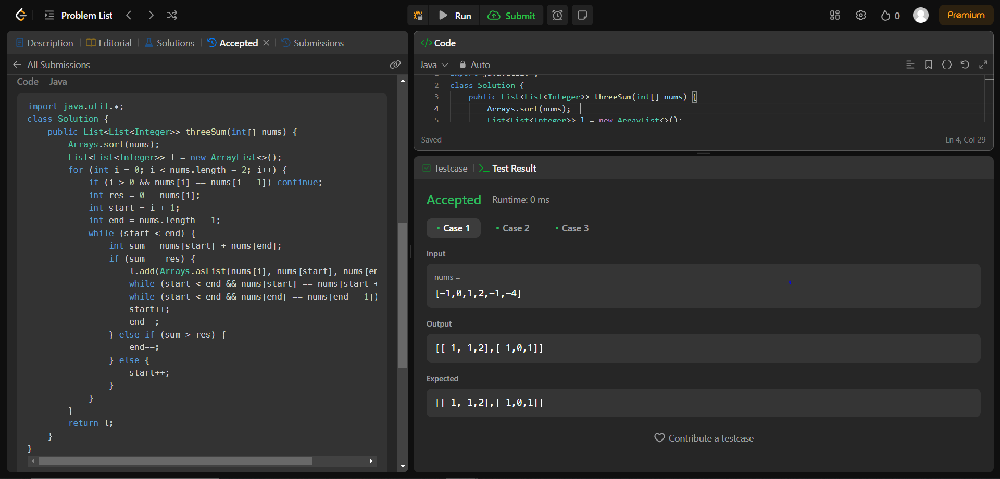 Problem List
Run
Submit
0
Premium
Description
Editorial
Solutions
Accepted
Submissions
All Submissions
Code
Java
import java.util.*;
class Solution {
    public List<List<Integer>> threeSum(int[] nums) {
        Arrays.sort(nums);
        List<List<Integer>> l = new ArrayList<>();
        for (int i = 0; i < nums.length - 2; i++) {
            if (i > 0 && nums[i] == nums[i - 1]) continue;
            int res = 0 - nums[i];
            int start = i + 1;
            int end = nums.length - 1;
            while (start < end) {
                int sum = nums[start] + nums[end];
                if (sum == res) {
                    l.add(Arrays.asList(nums[i], nums[start], nums[en
                    while (start < end && nums[start] == nums[start +
                    while (start < end && nums[end] == nums[end - 1])
                    start++;
                    end--;
                } else if (sum > res) {
                    end--;
                } else {
                    start++;
                }
            }
        }
        return l;
    }
}
</> Code
Java
Auto
1 import java.util.*;
2 class Solution {
3     public List<List<Integer>> threeSum(int[] nums) {
4         Arrays.sort(nums);
5         List<List<Integer>> l = new ArrayList<>();
Saved
Ln 4, Col 29
Testcase
Test Result
Accepted
Runtime: 0 ms
Case 1
Case 2
Case 3
Input
nums =
[-1,0,1,2,-1,-4]
Output
[[-1,-1,2],[-1,0,1]]
Expected
[[-1,-1,2],[-1,0,1]]
Contribute a testcase